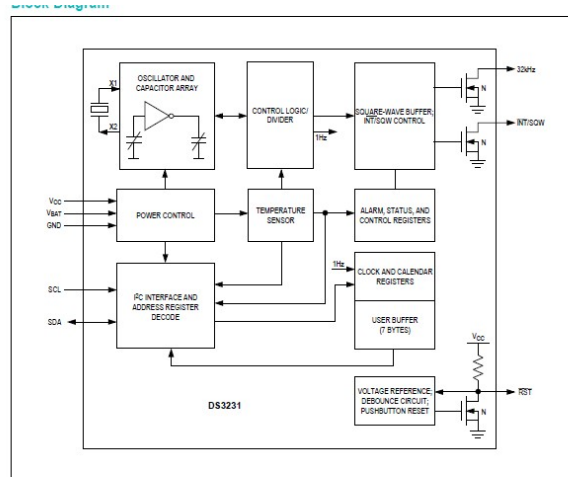 Block Diagram
OSCILLATOR AND
CAPACITOR ARRAY
X1
X2
CONTROL LOGIC/
DIVIDER
1Hz
SQUARE-WAVE BUFFER;
INT/SQW CONTROL
N
32kHz
N
INT/SQW
VCC
VBAT
GND
POWER CONTROL
TEMPERATURE
SENSOR
ALARM, STATUS, AND
CONTROL REGISTERS
SCL
SDA
I2C INTERFACE AND
ADDRESS REGISTER
DECODE
1Hz
CLOCK AND CALENDAR
REGISTERS
USER BUFFER
(7 BYTES)
VCC
VOLTAGE REFERENCE;
DEBOUNCE CIRCUIT;
PUSHBUTTON RESET
N
RST
DS3231